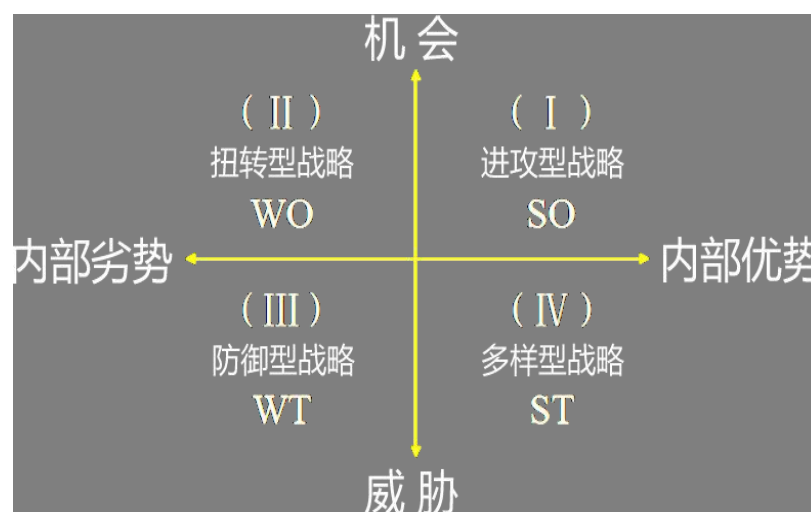 机 会
( Ⅱ )
扭转型战略
WO
( Ⅰ )
进攻型战略
SO
内部劣势
内部优势
( Ⅲ )
防御型战略
WT
( Ⅳ )
多样型战略
ST
威 胁